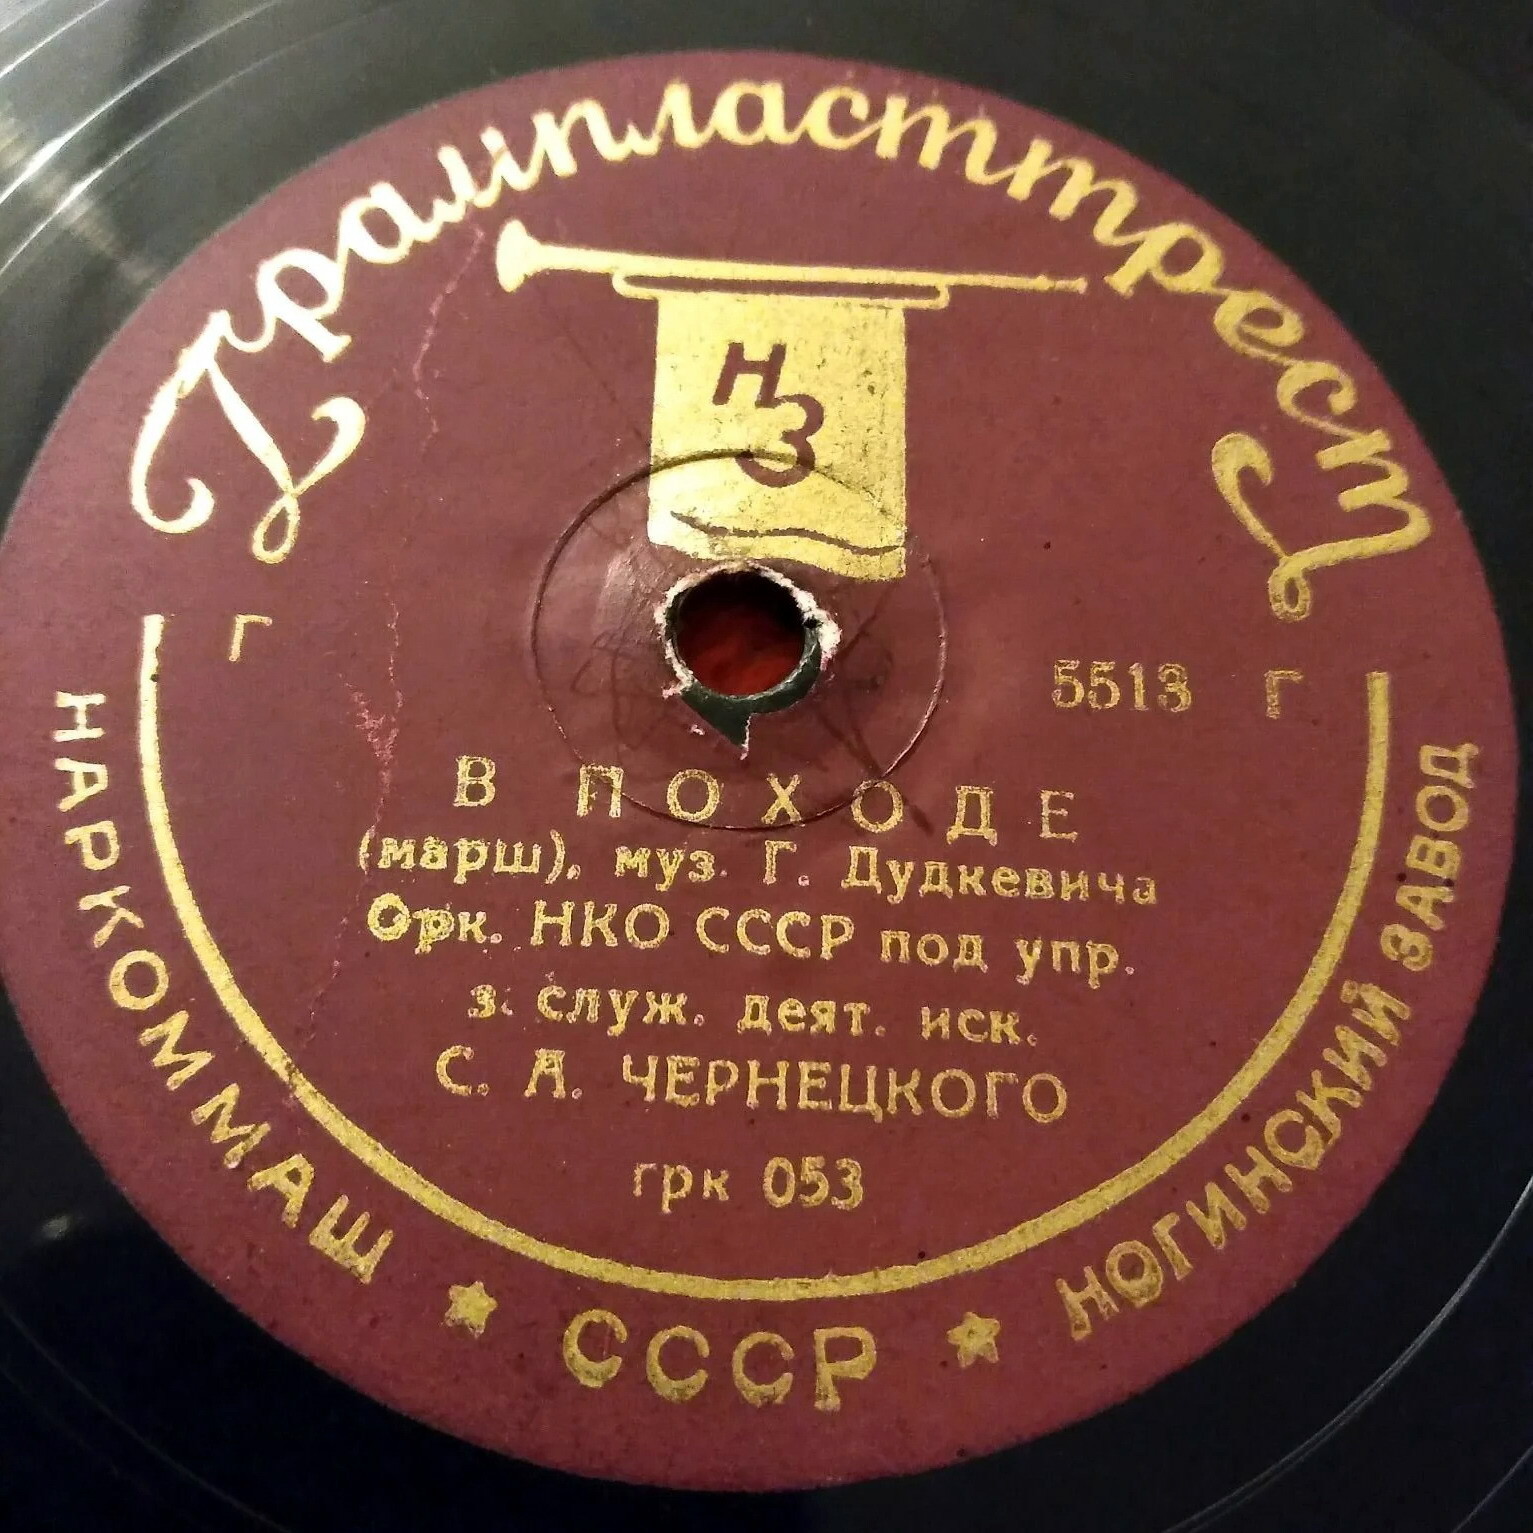 Грампласттрест
НЗ
Г
5513 Г
В ПОХОДЕ
(марш), муз. Г. Дудкевича
Орк. НКО СССР под упр.
з. служ. деят. иск.
С. А. ЧЕРНЕЦКОГО
грк 053
НАРКОММАШ ★ СССР ★ НОГИНСКИЙ ЗАВОД